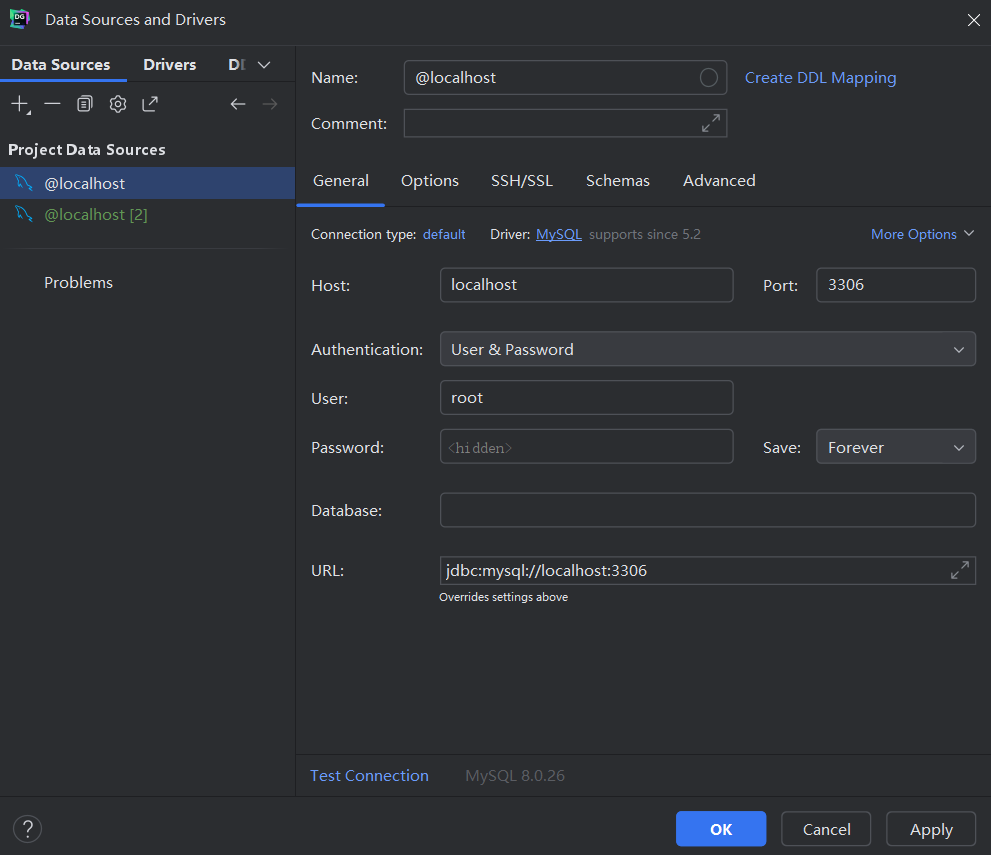 DG
Data Sources and Drivers
Data Sources Drivers
Project Data Sources
@localhost
@localhost [2]
Problems
Name: @localhost Create DDL Mapping
Comment:
General Options SSH/SSL Schemas Advanced
Connection type: default Driver: MySQL supports since 5.2 More Options
Host: localhost Port: 3306
Authentication: User & Password
User: root
Password: <hidden> Save: Forever
Database:
URL: jdbc:mysql://localhost:3306
Overrides settings above
Test Connection MySQL 8.0.26
? OK Cancel Apply